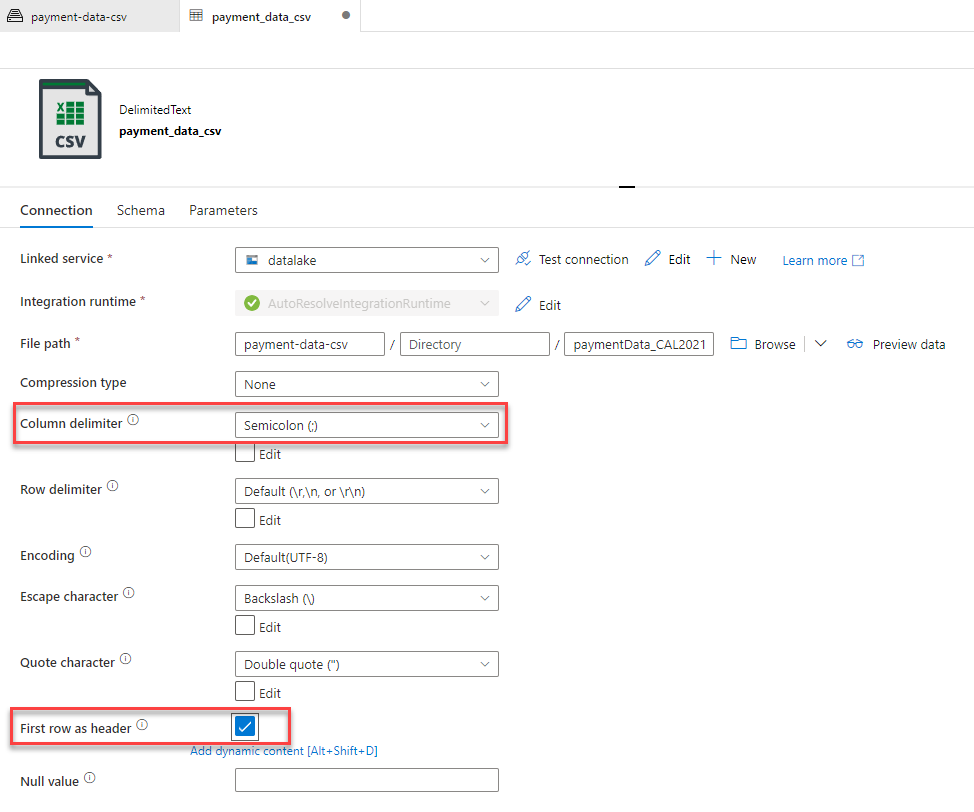 payment-data-csv payment_data_csv
DelimitedText
payment_data_csv
X
CSV
Connection Schema Parameters
Linked service * datalake Test connection Edit New Learn more
Integration runtime * AutoResolveIntegrationRuntime Edit
File path * payment-data-csv / Directory / paymentData_CAL2021 Browse Preview data
Compression type None
Column delimiter Semicolon (;)
Edit
Row delimiter Default (\r,\n, or \r\n)
Edit
Encoding Default(UTF-8)
Escape character Backslash (\)
Edit
Quote character Double quote (")
Edit
First row as header
Add dynamic content [Alt+Shift+D]
Null value